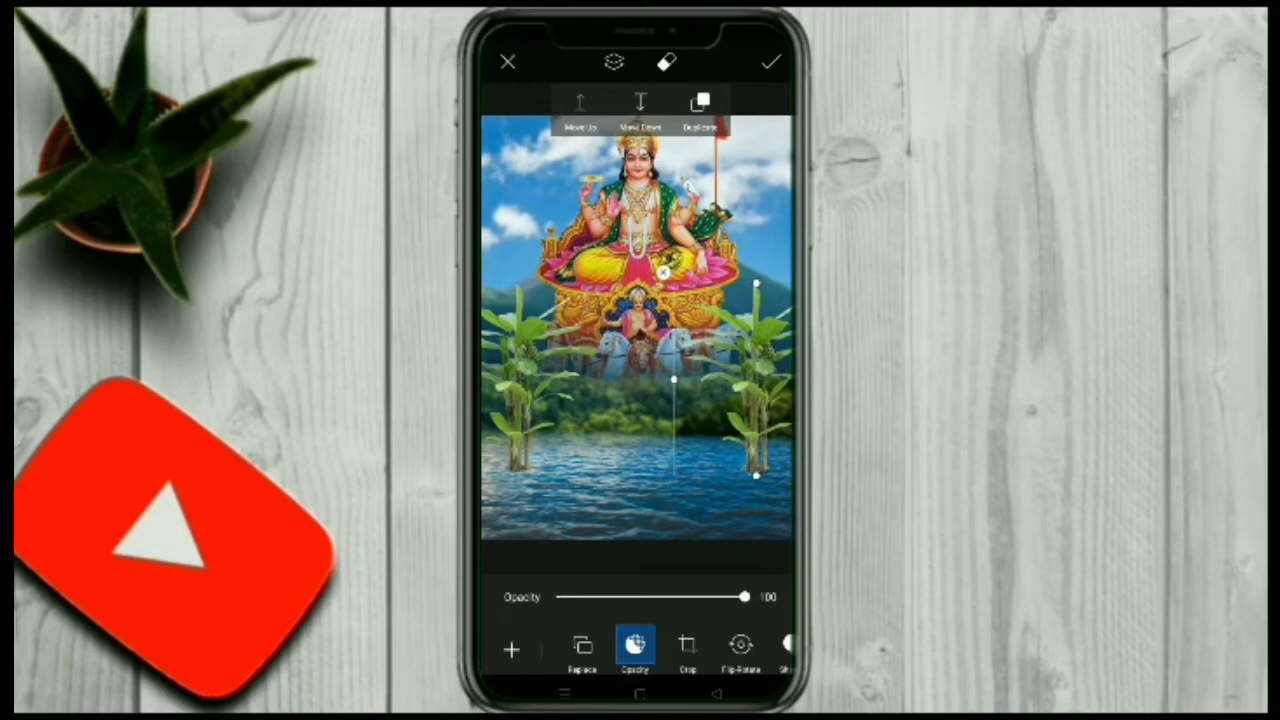 Move Up Move Down Duplicate
Opacity 100
Replace Opacity Crop Flip-Rotate